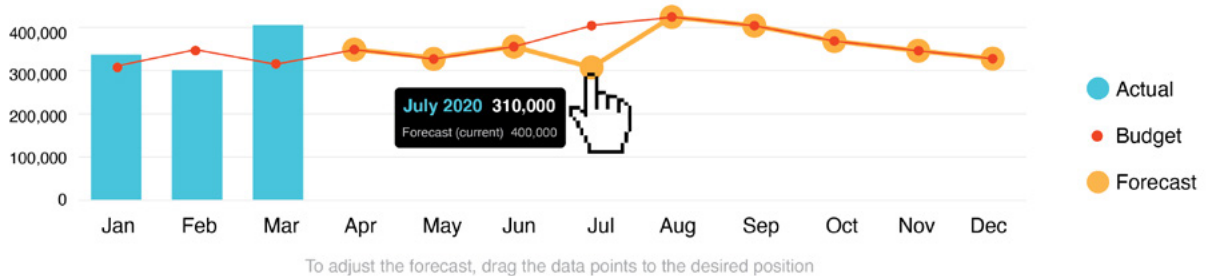 400,000
300,000
200,000
100,000
0
Jan Feb Mar Apr May Jun Jul Aug Sep Oct Nov Dec
July 2020 310,000
Forecast (current) 400,000
Actual
Budget
Forecast
To adjust the forecast, drag the data points to the desired position